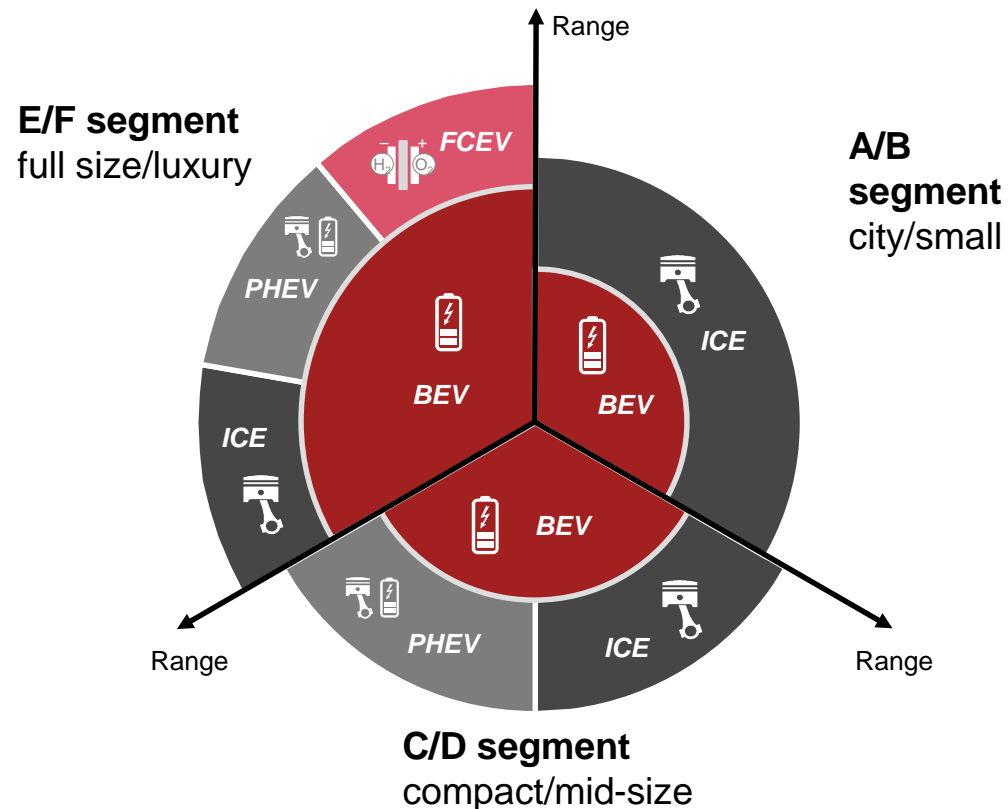 Range
E/F segment
full size/luxury
A/B
segment
city/small
− + FCEV
H₂ O₂
PHEV
ICE
BEV
BEV
ICE
BEV
PHEV
ICE
Range
Range
C/D segment
compact/mid-size